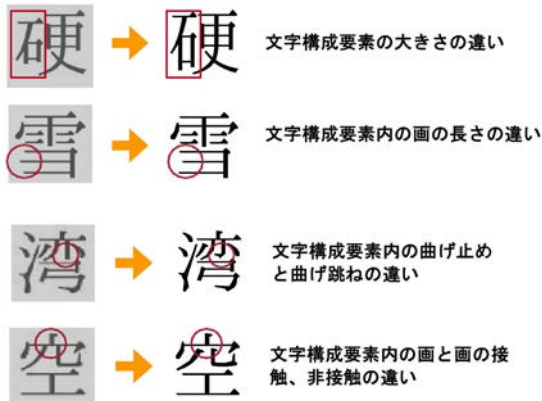 硬 硬 文字構成要素の大きさの違い
雪 雪 文字構成要素内の画の長さの違い
湾 湾 文字構成要素内の曲げ止め
と曲げ跳ねの違い
空 空 文字構成要素内の画と画の接
触、非接触の違い